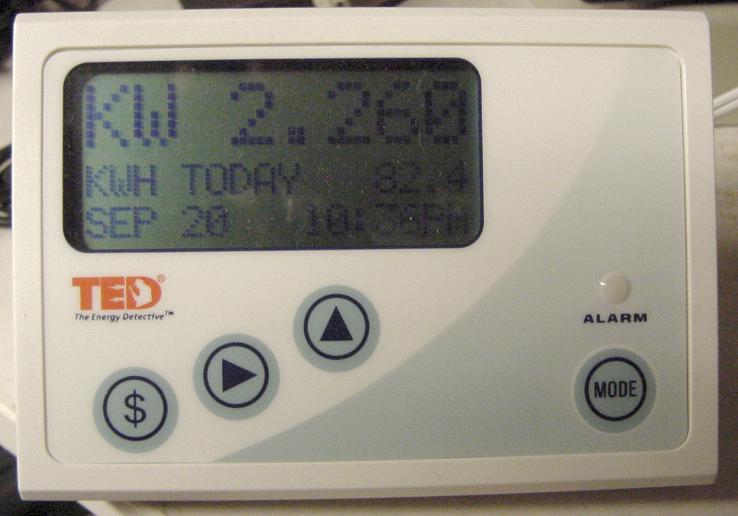 KW 2.260
KWH TODAY 82.4
SEP 20 10:36PM
TED®
The Energy Detective™
ALARM
$
MODE